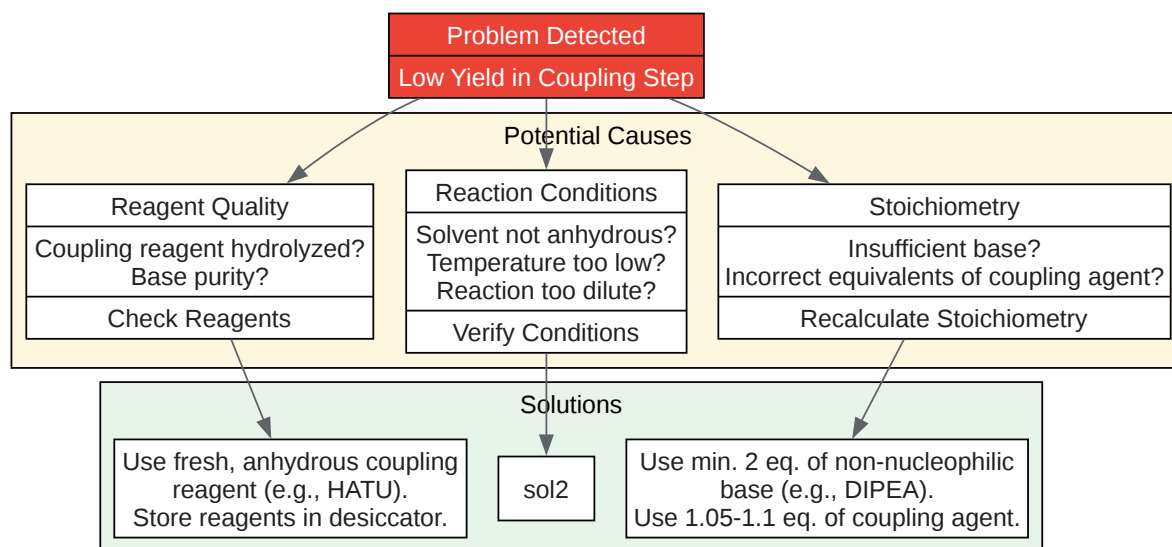 Problem Detected
Low Yield in Coupling Step
Potential Causes
Reagent Quality
Coupling reagent hydrolyzed?
Base purity?
Check Reagents
Reaction Conditions
Solvent not anhydrous?
Temperature too low?
Reaction too dilute?
Verify Conditions
Stoichiometry
Insufficient base?
Incorrect equivalents of coupling agent?
Recalculate Stoichiometry
Solutions
Use fresh, anhydrous coupling
reagent (e.g., HATU).
Store reagents in desiccator.
sol2
Use min. 2 eq. of non-nucleophilic
base (e.g., DIPEA).
Use 1.05-1.1 eq. of coupling agent.